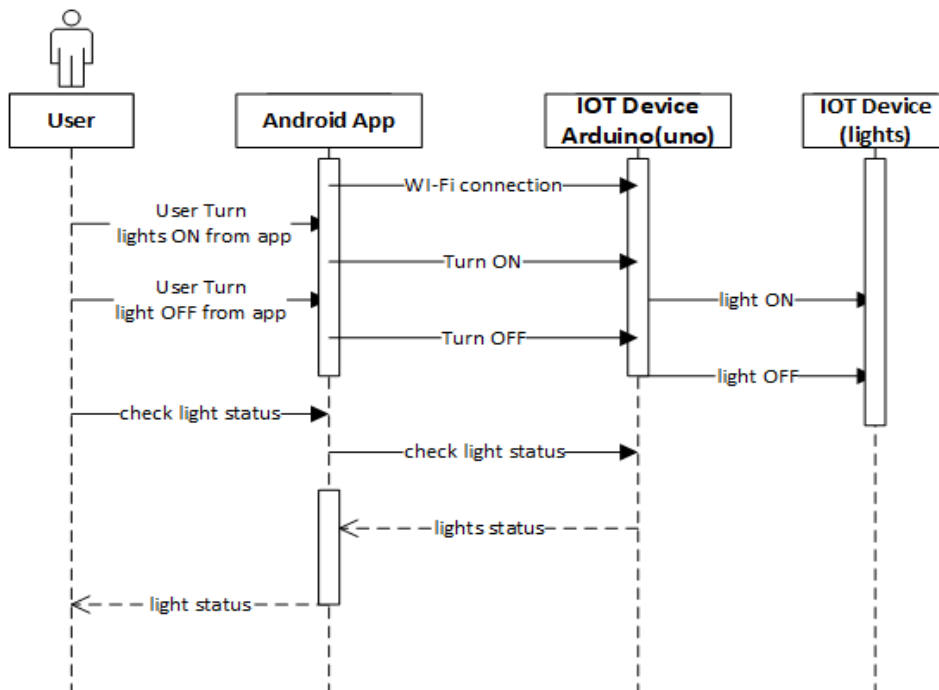 User
Android App
IOT Device
Arduino(uno)
IOT Device
(lights)
WI-Fi connection
User Turn
lights ON from app
Turn ON
User Turn
light OFF from app
light ON
Turn OFF
light OFF
check light status
check light status
lights status
light status